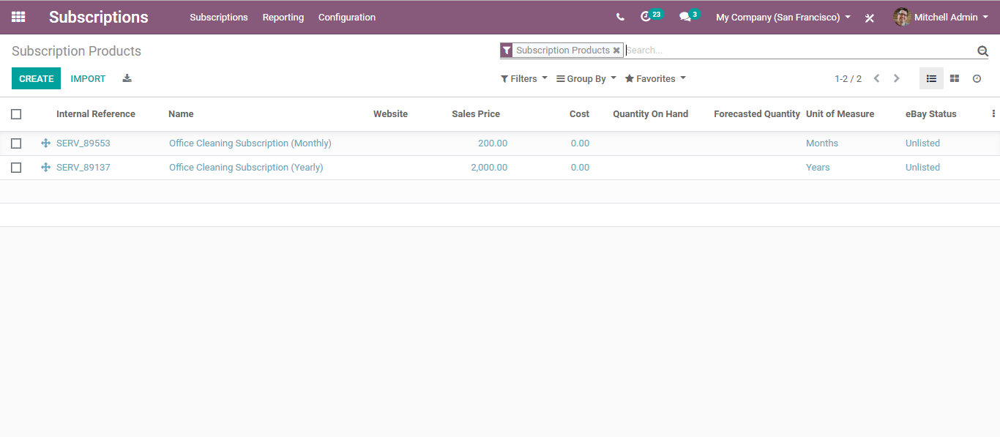 Subscriptions Subscriptions Reporting Configuration 23 3 My Company (San Francisco) Mitchell Admin
Subscription Products Subscription Products Search...
CREATE IMPORT Filters Group By Favorites 1-2 / 2
Internal Reference Name Website Sales Price Cost Quantity On Hand Forecasted Quantity Unit of Measure eBay Status
SERV_89553 Office Cleaning Subscription (Monthly) 200.00 0.00 Months Unlisted
SERV_89137 Office Cleaning Subscription (Yearly) 2,000.00 0.00 Years Unlisted